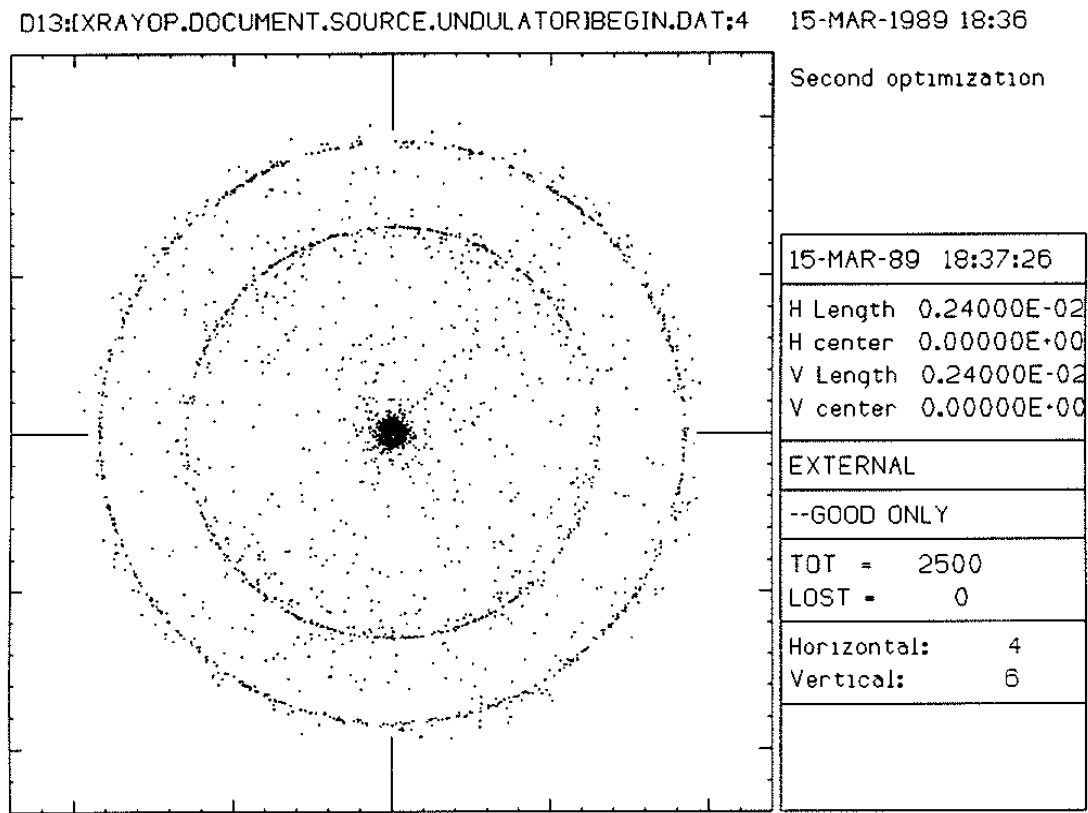 D13:[XRAYOP.DOCUMENT.SOURCE.UNDULATOR]BEGIN.DAT;4 15-MAR-1989 18:36
Second optimization
15-MAR-89 18:37:26
H Length 0.24000E-02
H center 0.00000E+00
V Length 0.24000E-02
V center 0.00000E+00
EXTERNAL
--GOOD ONLY
TOT = 2500
LOST = 0
Horizontal: 4
Vertical: 6